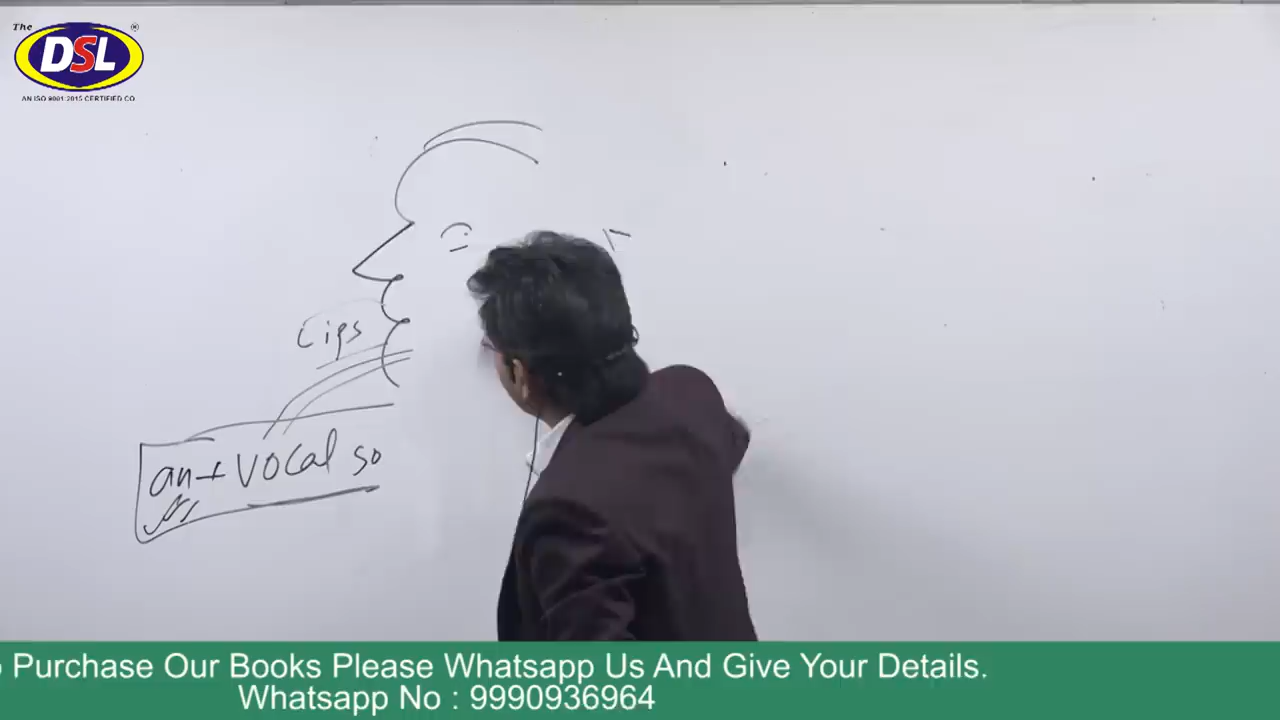 The
DSL
AN ISO 9001:2015 CERTIFIED CO
Lips
an + vocal so
Purchase Our Books Please Whatsapp Us And Give Your Details.
Whatsapp No : 9990936964